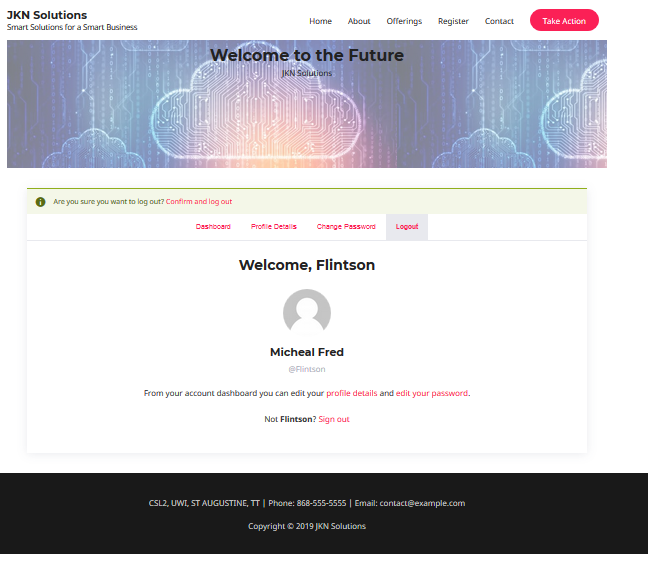 JKN Solutions
Smart Solutions for a Smart Business
Home About Offerings Register Contact Take Action
Welcome to the Future
JKN Solutions
Are you sure you want to log out? Confirm and log out
Dashboard Profile Details Change Password Logout
Welcome, Flintson
Micheal Fred
@Flintson
From your account dashboard you can edit your profile details and edit your password.
Not Flintson? Sign out
CSL2, UWI, ST AUGUSTINE, TT | Phone: 868-555-5555 | Email: contact@example.com
Copyright © 2019 JKN Solutions